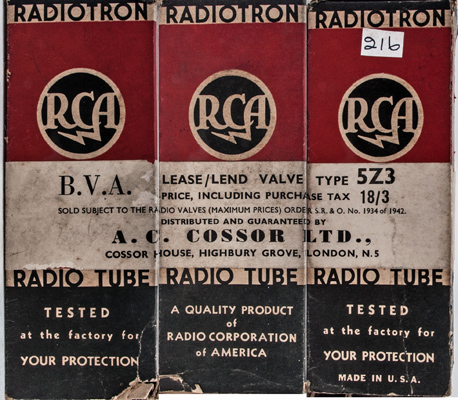 RADIOTRON RADIOTRON RADIOTRON
216
RCA RCA RCA
B.V.A. LEASE/LEND VALVE TYPE 5Z3
PRICE, INCLUDING PURCHASE TAX 18/3
SOLD SUBJECT TO THE RADIO VALVES (MAXIMUM PRICES) ORDER S.R. & O. No. 1934 of 1942.
DISTRIBUTED AND GUARANTEED BY
A. C. COSSOR LTD.,
COSSOR HOUSE, HIGHBURY GROVE, LONDON, N.5
RADIO TUBE RADIO TUBE RADIO TUBE
TESTED
at the factory for
YOUR PROTECTION
A QUALITY PRODUCT
of
RADIO CORPORATION
of AMERICA
TESTED
at the factory for
YOUR PROTECTION
MADE IN U.S.A.